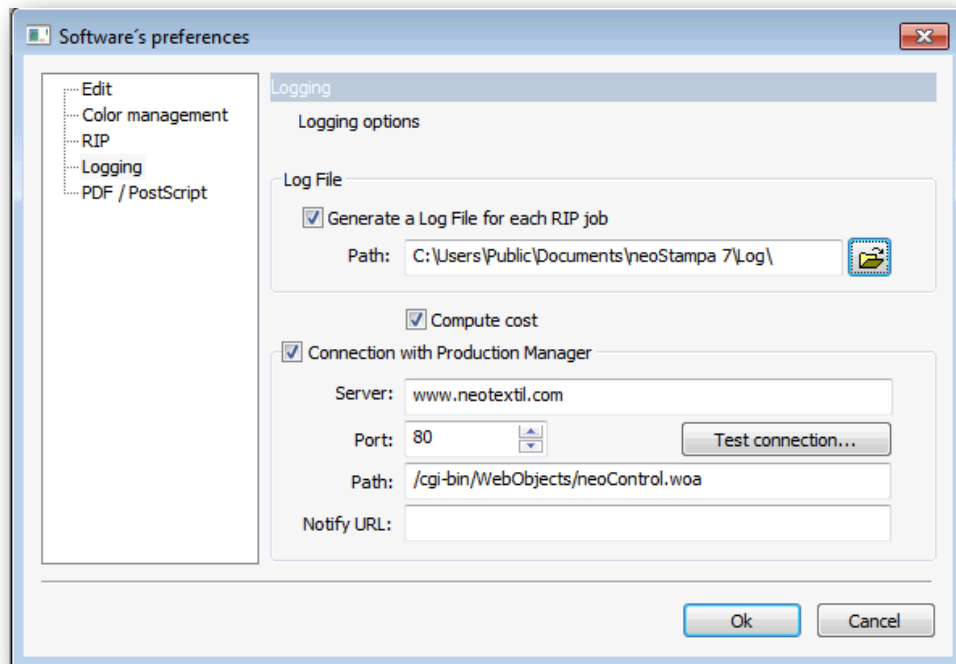 Software´s preferences
Edit
Color management
RIP
Logging
PDF / PostScript
Logging
Logging options
Log File
Generate a Log File for each RIP job
Path: C:\Users\Public\Documents\neoStampa 7\Log\
Compute cost
Connection with Production Manager
Server: www.neotextil.com
Port: 80 Test connection...
Path: /cgi-bin/WebObjects/neoControl.woa
Notify URL:
Ok Cancel